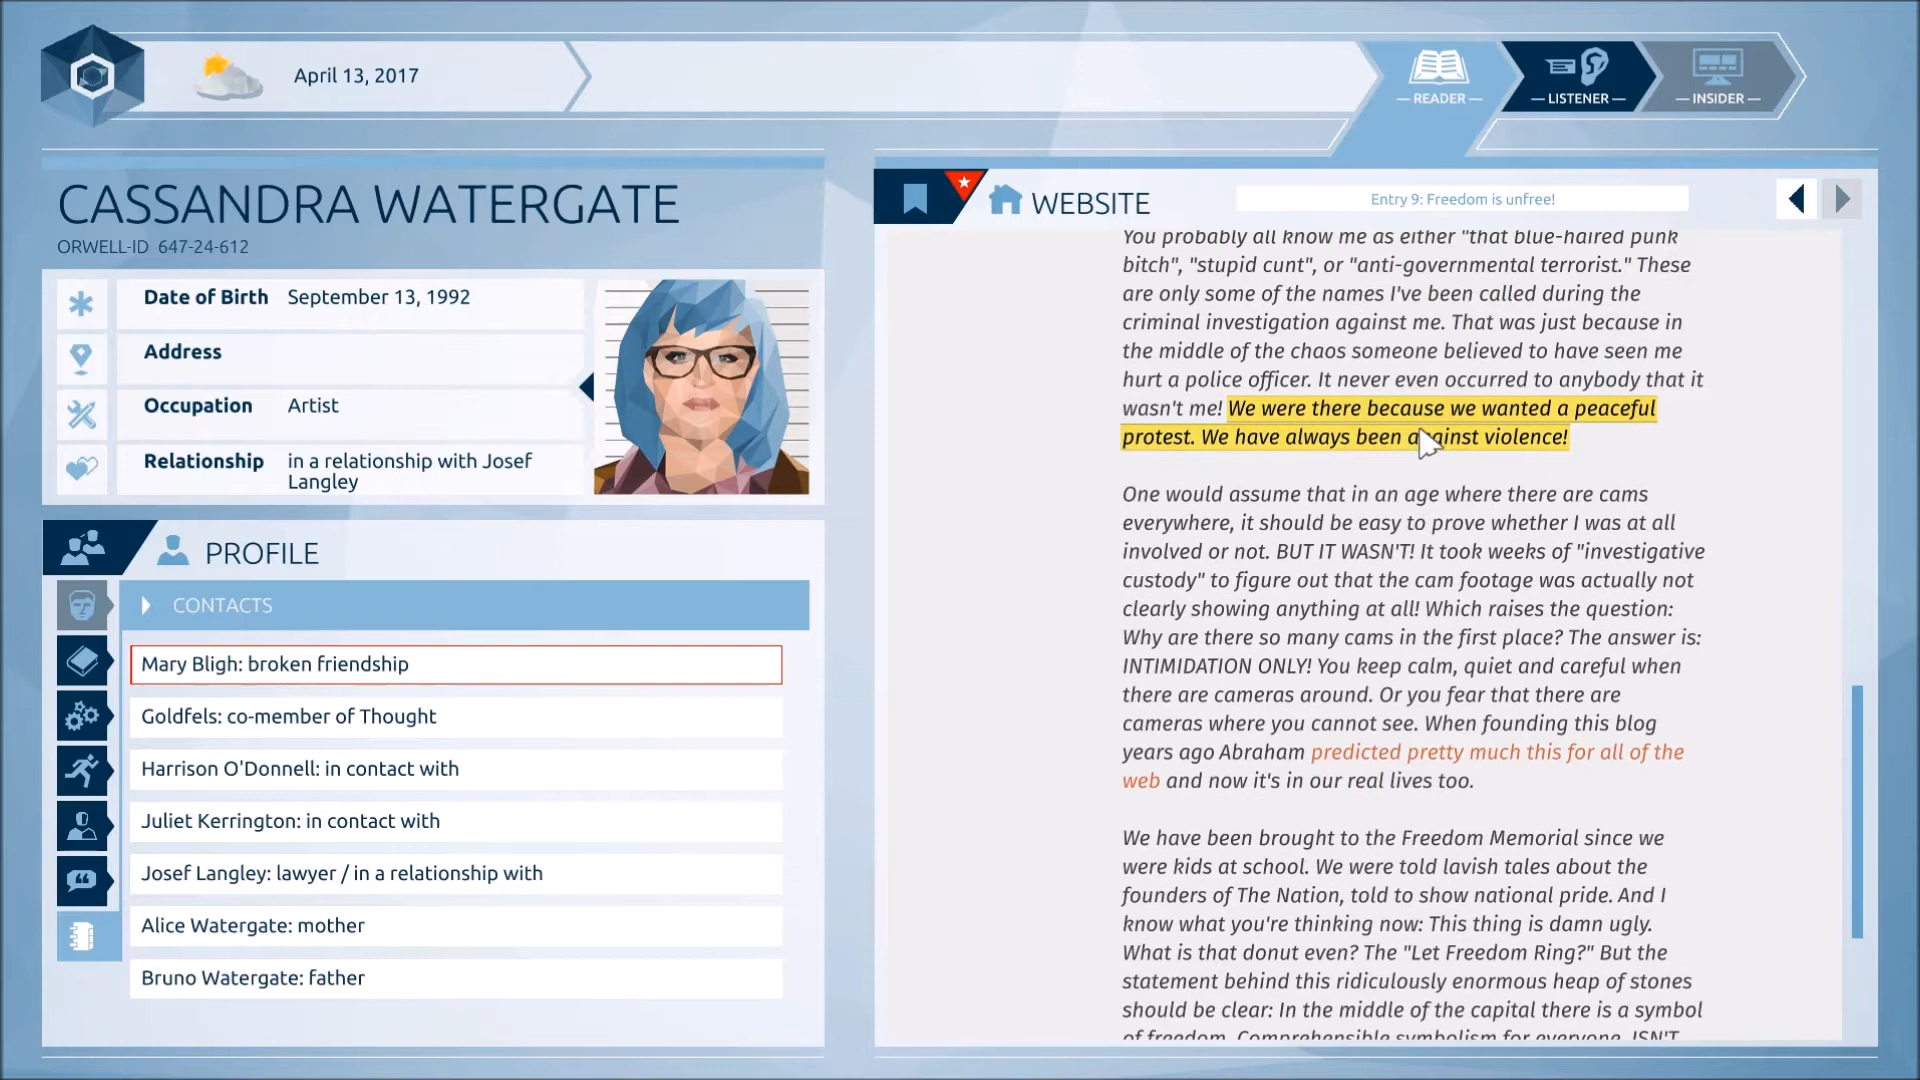 April 13, 2017
READER
LISTENER
INSIDER
CASSANDRA WATERGATE
ORWELL-ID 647-24-612
Date of Birth September 13, 1992
Address
Occupation Artist
Relationship in a relationship with Josef
Langley
PROFILE
CONTACTS
Mary Bligh: broken friendship
Goldfels: co-member of Thought
Harrison O'Donnell: in contact with
Juliet Kerrington: in contact with
Josef Langley: lawyer / in a relationship with
Alice Watergate: mother
Bruno Watergate: father
WEBSITE
Entry 9: Freedom is unfree!
You probably all know me as either "that blue-haired punk
bitch", "stupid cunt", or "anti-governmental terrorist." These
are only some of the names I've been called during the
criminal investigation against me. That was just because in
the middle of the chaos someone believed to have seen me
hurt a police officer. It never even occurred to anybody that it
wasn't me! We were there because we wanted a peaceful
protest. We have always been against violence!
One would assume that in an age where there are cams
everywhere, it should be easy to prove whether I was at all
involved or not. BUT IT WASN'T! It took weeks of "investigative
custody" to figure out that the cam footage was actually not
clearly showing anything at all! Which raises the question:
Why are there so many cams in the first place? The answer is:
INTIMIDATION ONLY! You keep calm, quiet and careful when
there are cameras around. Or you fear that there are
cameras where you cannot see. When founding this blog
years ago Abraham predicted pretty much this for all of the
web and now it's in our real lives too.
We have been brought to the Freedom Memorial since we
were kids at school. We were told lavish tales about the
founders of The Nation, told to show national pride. And I
know what you're thinking now: This thing is damn ugly.
What is that donut even? The "Let Freedom Ring?" But the
statement behind this ridiculously enormous heap of stones
should be clear: In the middle of the capital there is a symbol
of freedom. Comprehensible symbolism for everyone. ISN'T